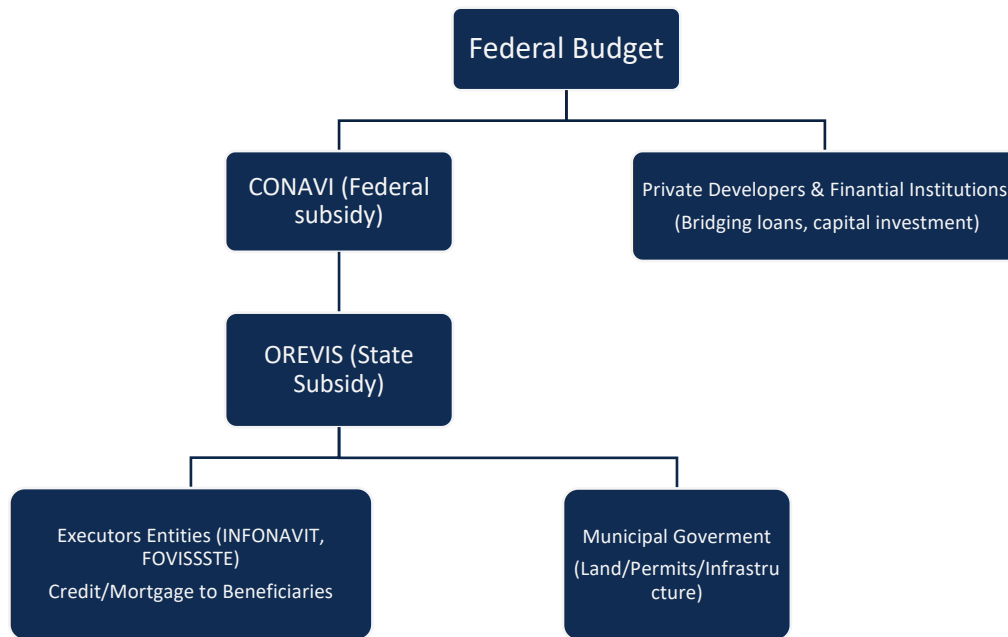 Federal Budget
CONAVI (Federal
subsidy)
Private Developers & Finantial Institutions
(Bridging loans, capital investment)
OREVIS (State
Subsidy)
Executors Entities (INFONAVIT,
FOVISSSTE)
Credit/Mortgage to Beneficiaries
Municipal Goverment
(Land/Permits/Infrastru
cture)